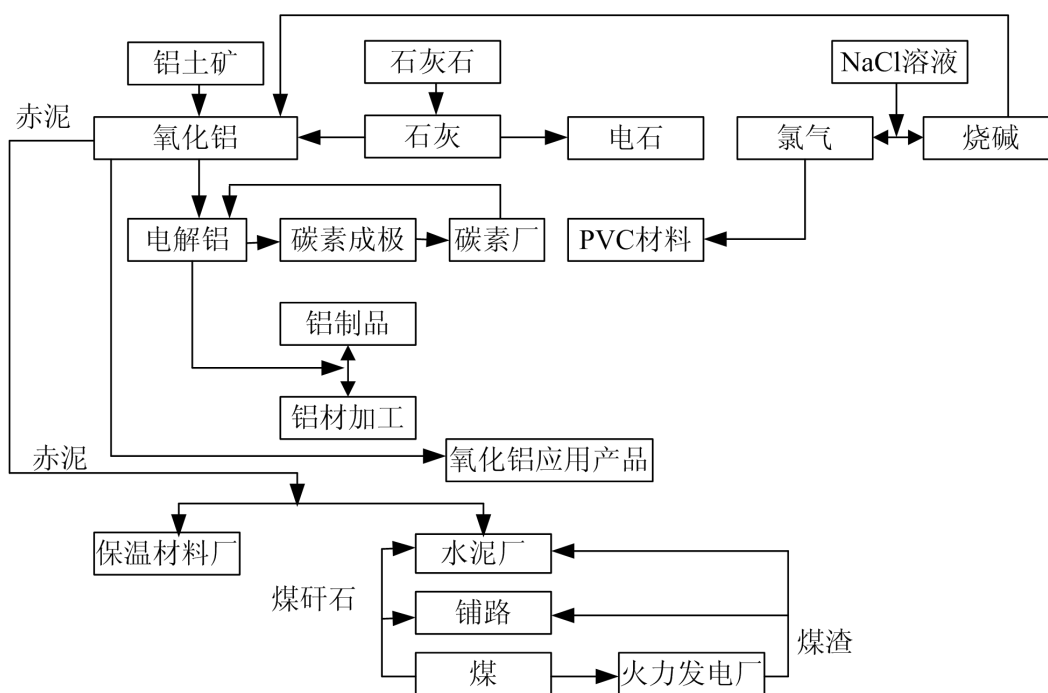 铝土矿
石灰石
NaCl溶液
赤泥
氧化铝
石灰
电石
氯气
烧碱
电解铝
碳素成极
碳素厂
PVC材料
铝制品
铝材加工
赤泥
氧化铝应用产品
保温材料厂
水泥厂
煤矸石
铺路
煤渣
煤
火力发电厂